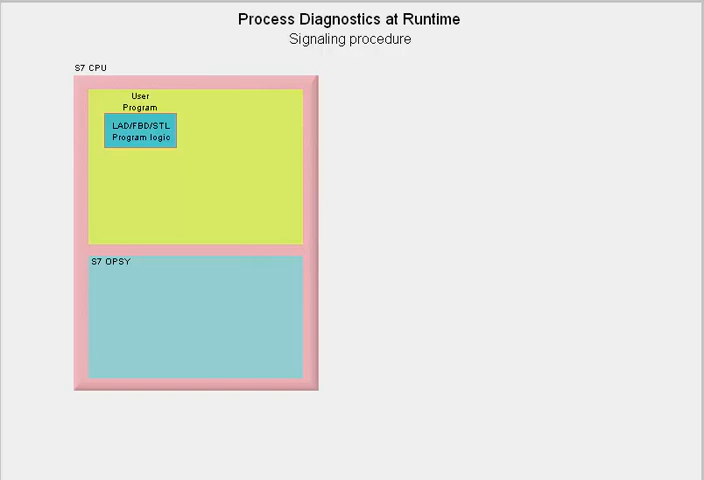 Process Diagnostics at Runtime
Signaling procedure
S7 CPU
User
Program
LAD/FBD/STL
Program logic
S7 OPSY